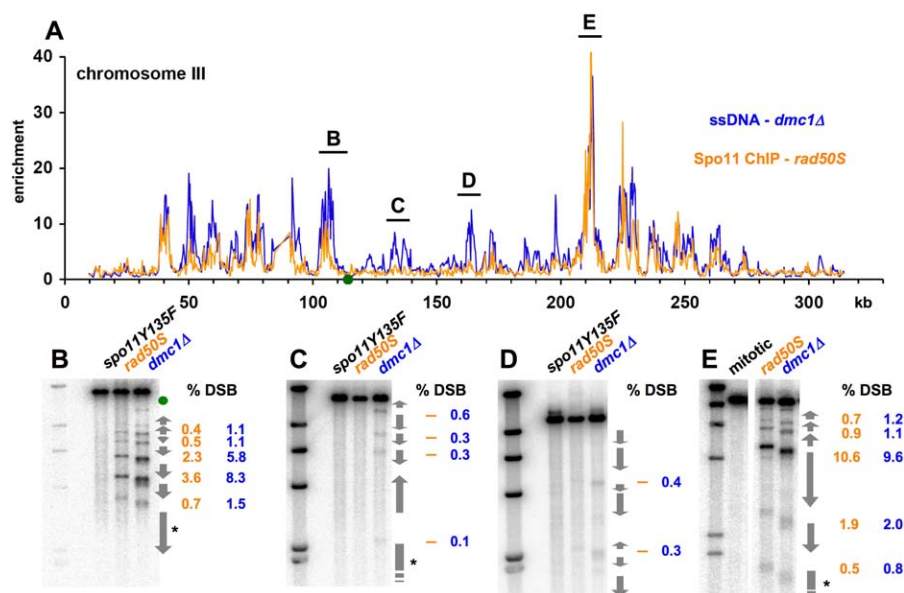 A
E
40
chromosome III
30
ssDNA - dmc1Δ
B
enrichment
20
Spo11 ChIP - rad50S
D
C
10
0
0 50 100 150 200 250 300 kb
B
spo11Y135F
rad50S
dmc1Δ
% DSB
0.4 1.1
0.5 1.1
2.3 5.8
3.6 8.3
0.7 1.5
*
C
spo11Y135F
rad50S
dmc1Δ
% DSB
– 0.6
– 0.3
– 0.3
– 0.1
*
D
spo11Y135F
rad50S
dmc1Δ
% DSB
– 0.4
– 0.3
E
mitotic
rad50S
dmc1Δ
% DSB
0.7 1.2
0.9 1.1
10.6 9.6
1.9 2.0
0.5 0.8
*